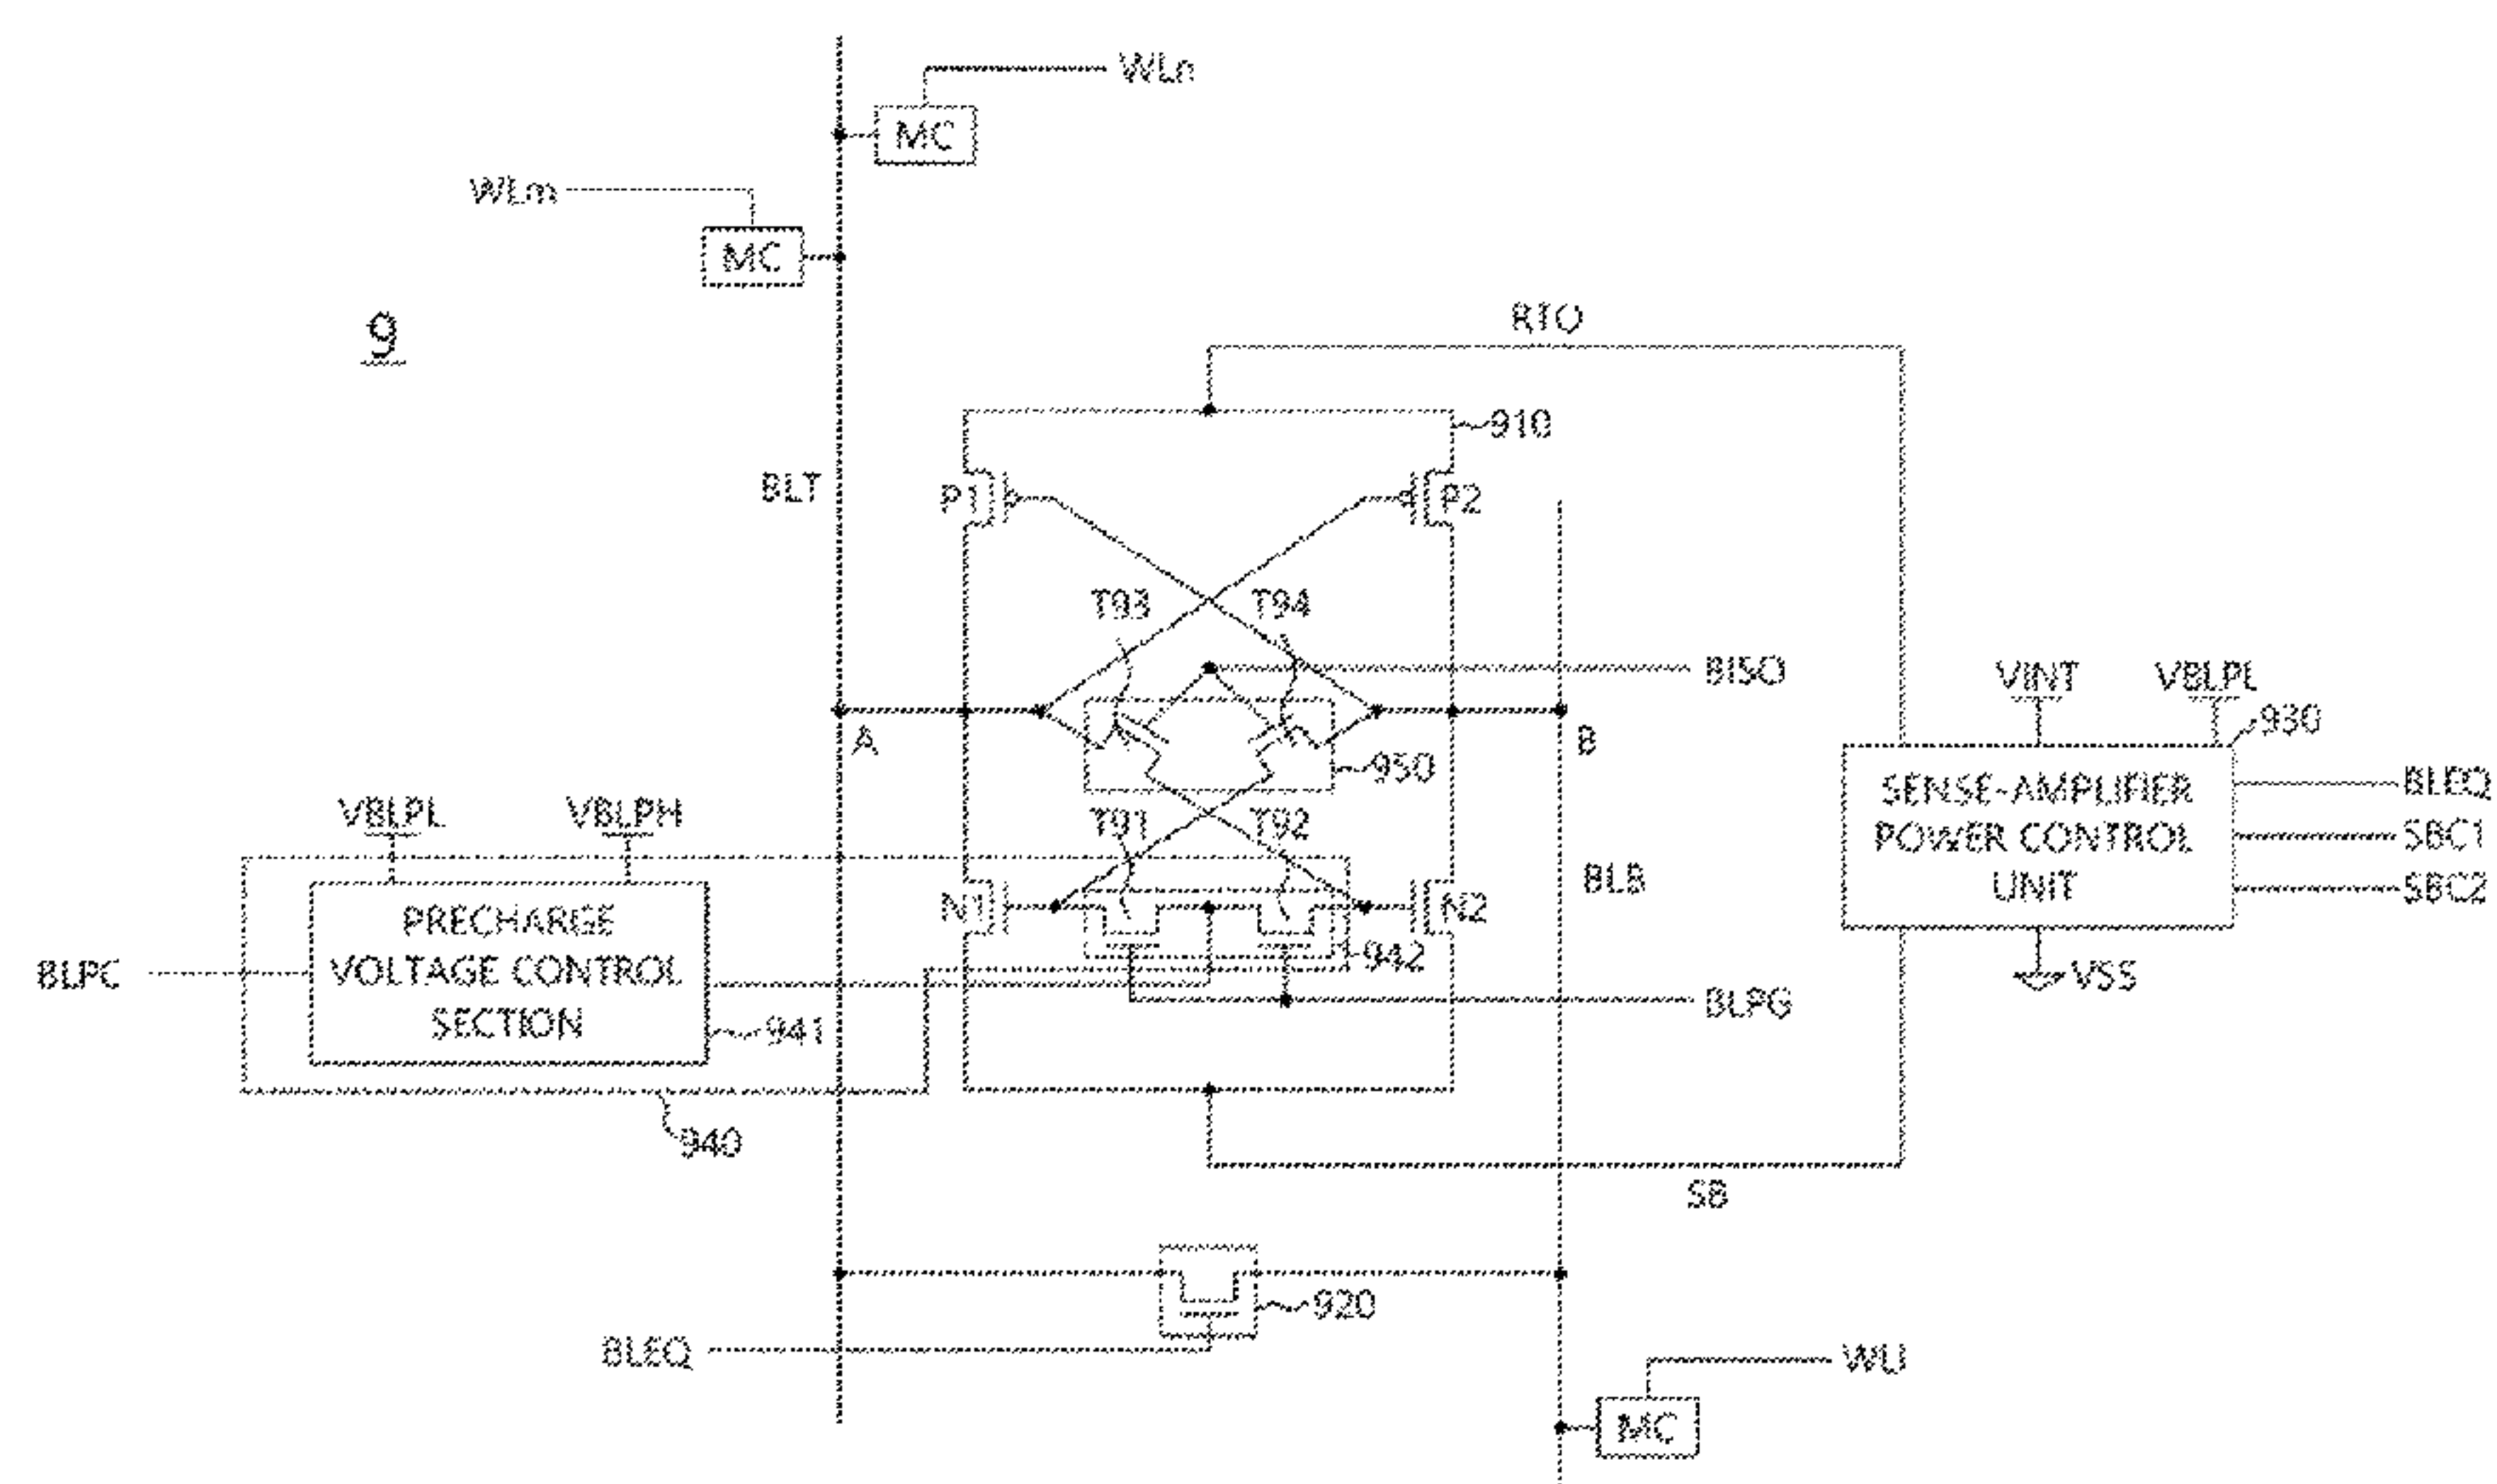 WLn
MC
WLm
MC
9
RTO
910
BLT
P1
P2
T93
T94
BISO
VINT
VBLPL
930
A
B
950
SENSE-AMPLIFIER
POWER CONTROL
UNIT
BLEQ
SBC1
SBC2
VBLPL
VBLPH
T91
T92
BLB
N1
N2
PRECHARGE
VOLTAGE CONTROL
SECTION
BLPC
942
VSS
BLPG
941
940
SB
920
BLEQ
WLl
MC